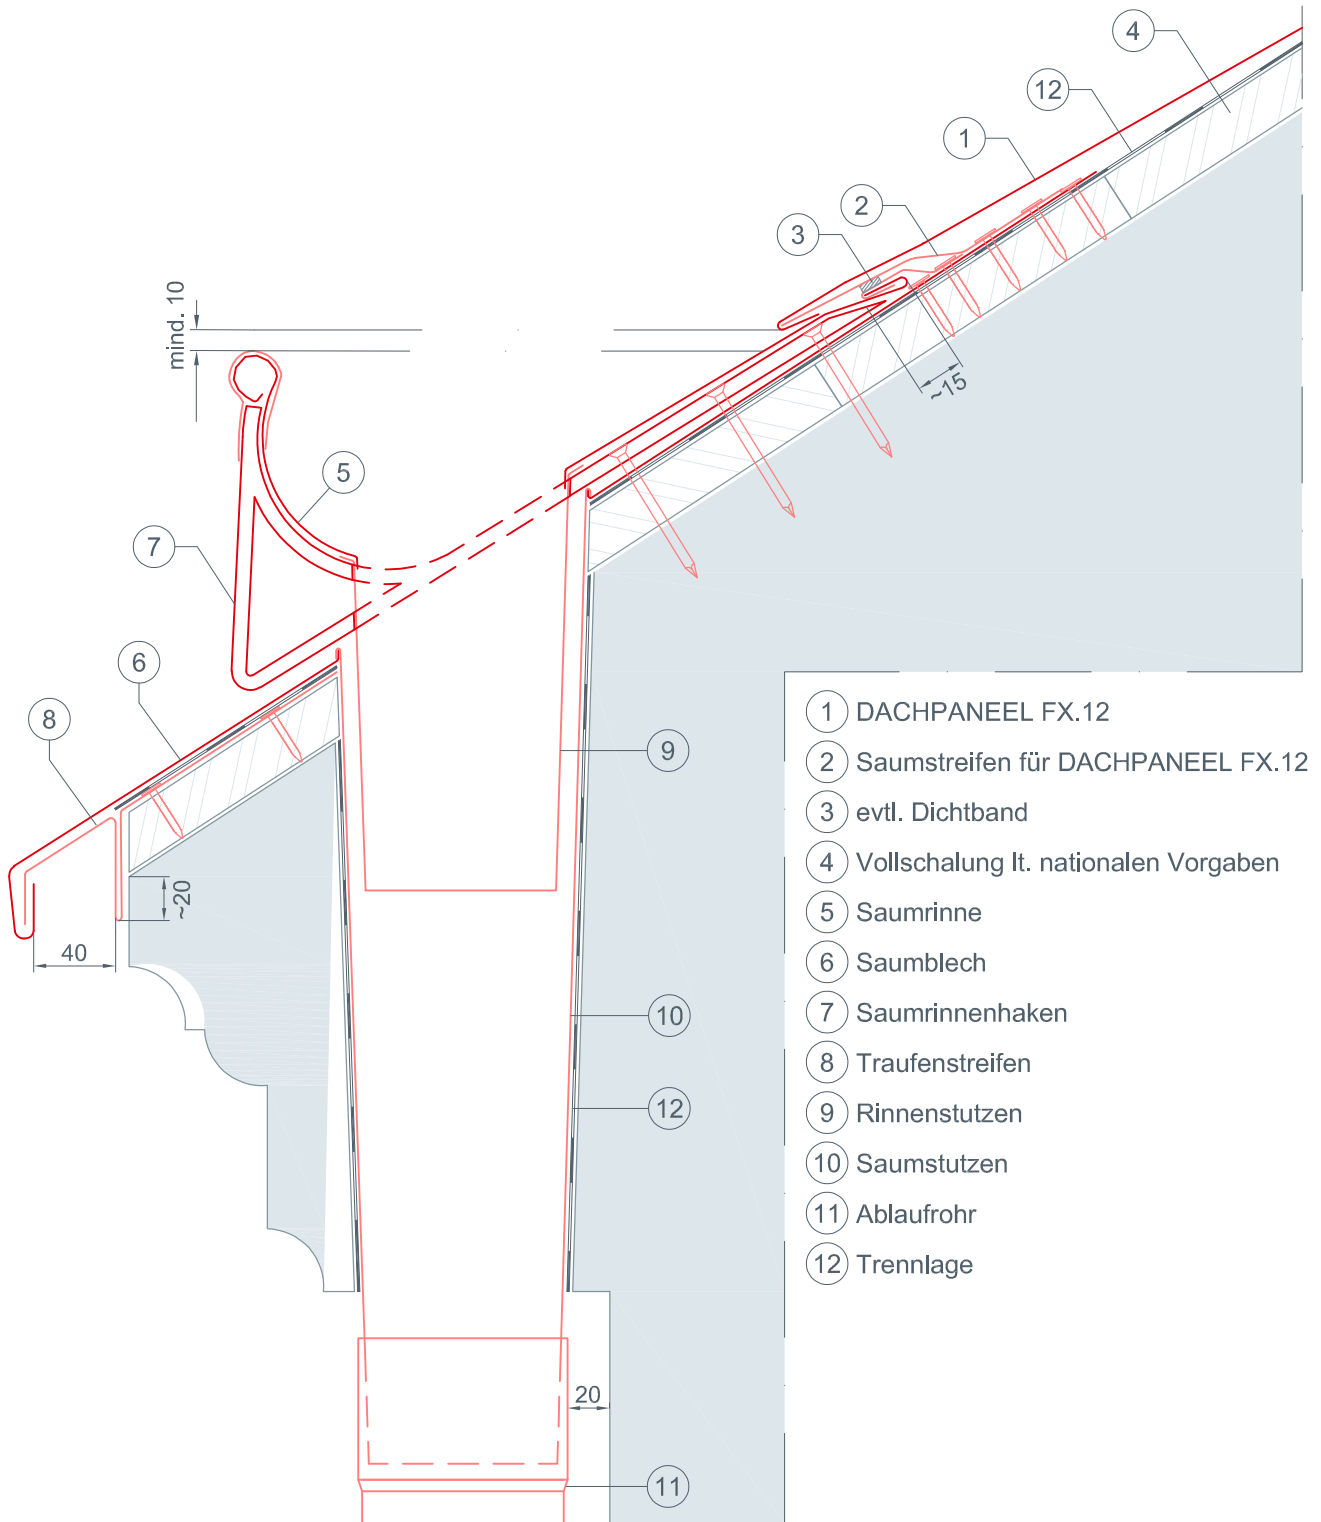 4
12
1
2
3
mind. 10
~15
5
7
6
8
9
~20
40
10
12
20
11
1 DACHPANEEL FX.12
2 Saumstreifen für DACHPANEEL FX.12
3 evtl. Dichtband
4 Vollschalung lt. nationalen Vorgaben
5 Saumrinne
6 Saumblech
7 Saumrinnenhaken
8 Traufenstreifen
9 Rinnenstutzen
10 Saumstutzen
11 Ablaufrohr
12 Trennlage